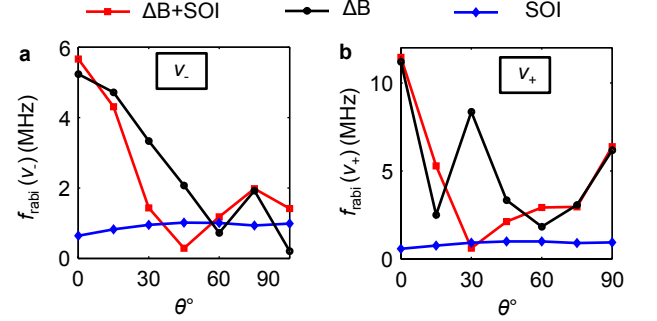 ΔB+SOI ΔB SOI
a
v₋
f_rabi (v₋) (MHz)
6
4
2
0
0 30 60 90
θ°
b
v₊
f_rabi (v₊) (MHz)
10
5
0
0 30 60 90
θ°